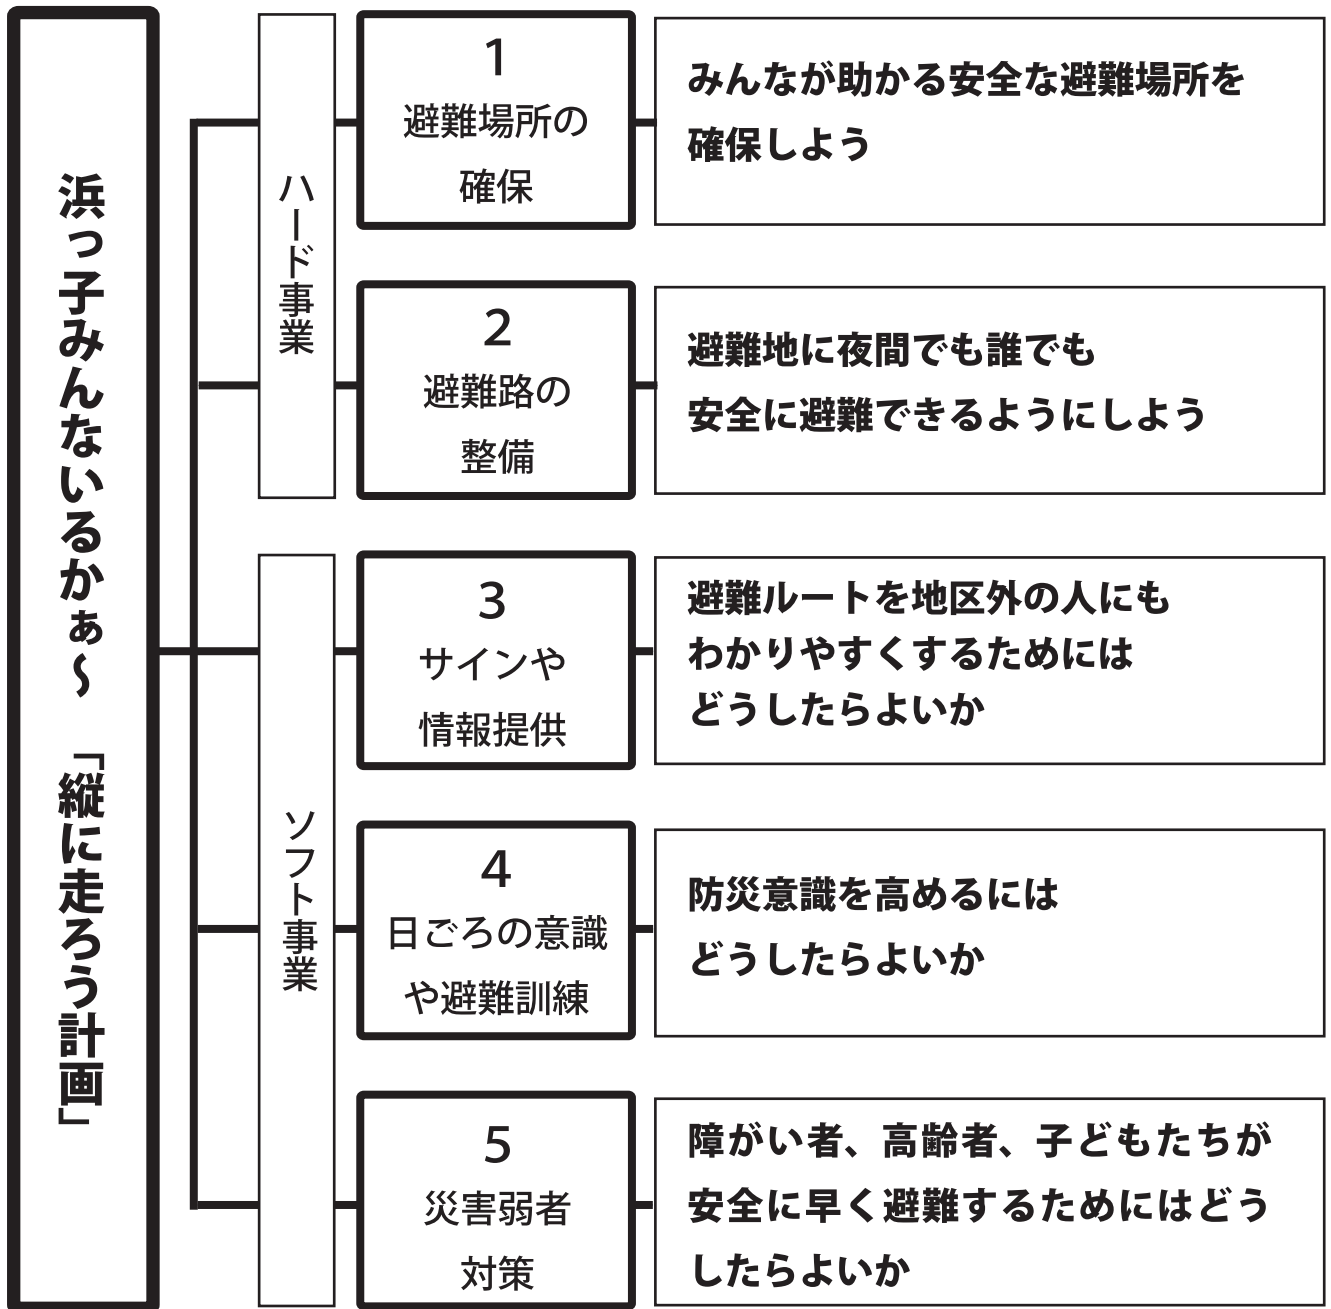 浜っ子みんないるかぁ〜　「縦に走ろう計画」
ハード事業
1
避難場所の
確保
みんなが助かる安全な避難場所を
確保しよう
2
避難路の
整備
避難地に夜間でも誰でも
安全に避難できるようにしよう
ソフト事業
3
サインや
情報提供
避難ルートを地区外の人にも
わかりやすくするためには
どうしたらよいか
4
日ごろの意識
や避難訓練
防災意識を高めるには
どうしたらよいか
5
災害弱者
対策
障がい者、高齢者、子どもたちが
安全に早く避難するためにはどう
したらよいか